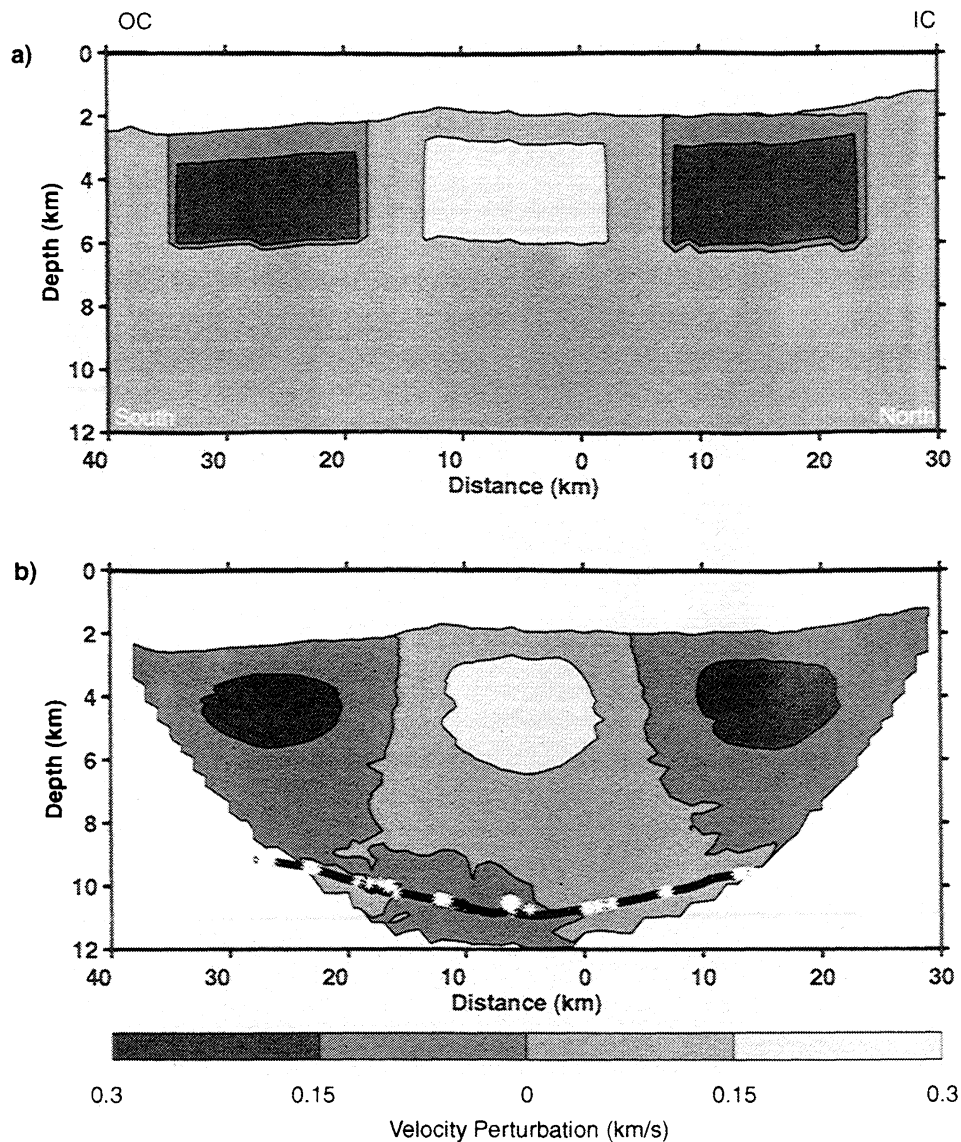 OC IC
a)
0
2
4
6
8
10
12
Depth (km)
South North
40 30 20 10 0 10 20 30
Distance (km)
b)
0
2
4
6
8
10
12
Depth (km)
40 30 20 10 0 10 20 30
Distance (km)
0.3 0.15 0 0.15 0.3
Velocity Perturbation (km/s)